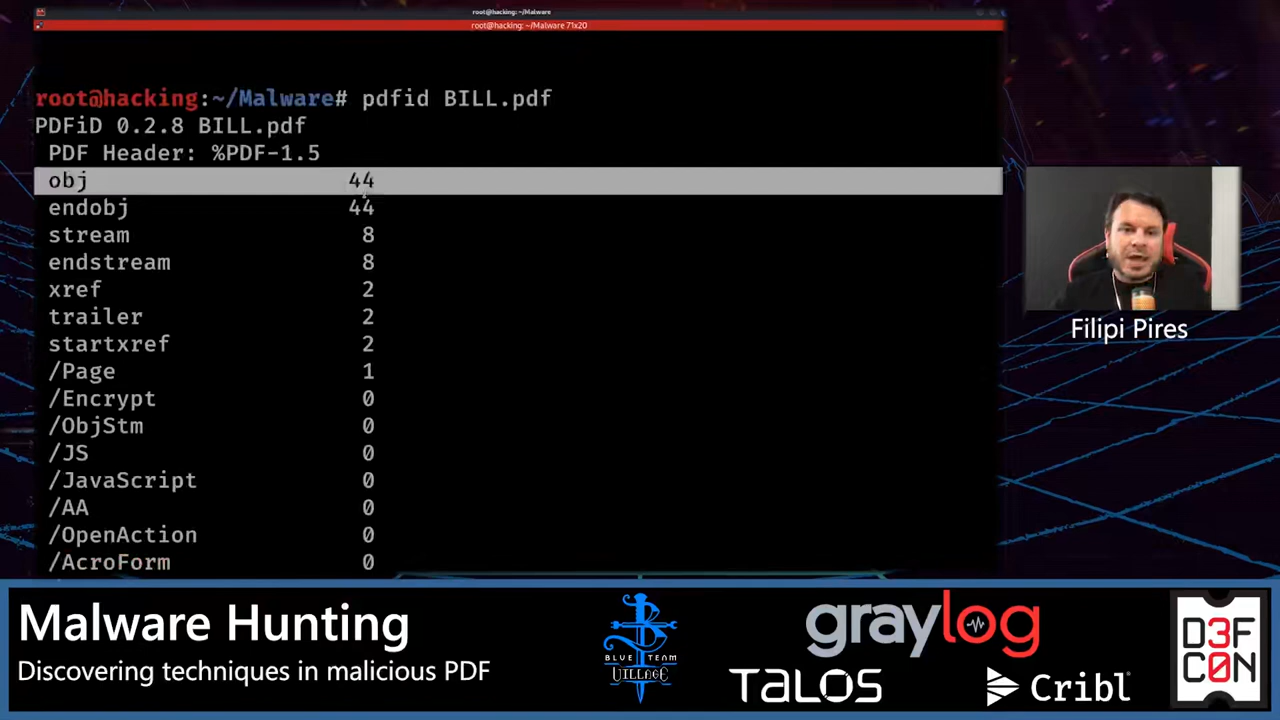 root@hacking: ~/Malware
root@hacking: ~/Malware 71x20
root@hacking:~/Malware# pdfid BILL.pdf
PDFiD 0.2.8 BILL.pdf
PDF Header: %PDF-1.5
obj 44
endobj 44
stream 8
endstream 8
xref 2
trailer 2
startxref 2
/Page 1
/Encrypt 0
/ObjStm 0
/JS 0
/JavaScript 0
/AA 0
/OpenAction 0
/AcroForm 0
Filipi Pires
Malware Hunting
Discovering techniques in malicious PDF
BLUE TEAM
VILLAGE
graylog
TALOS
Cribl
D3F
C0N